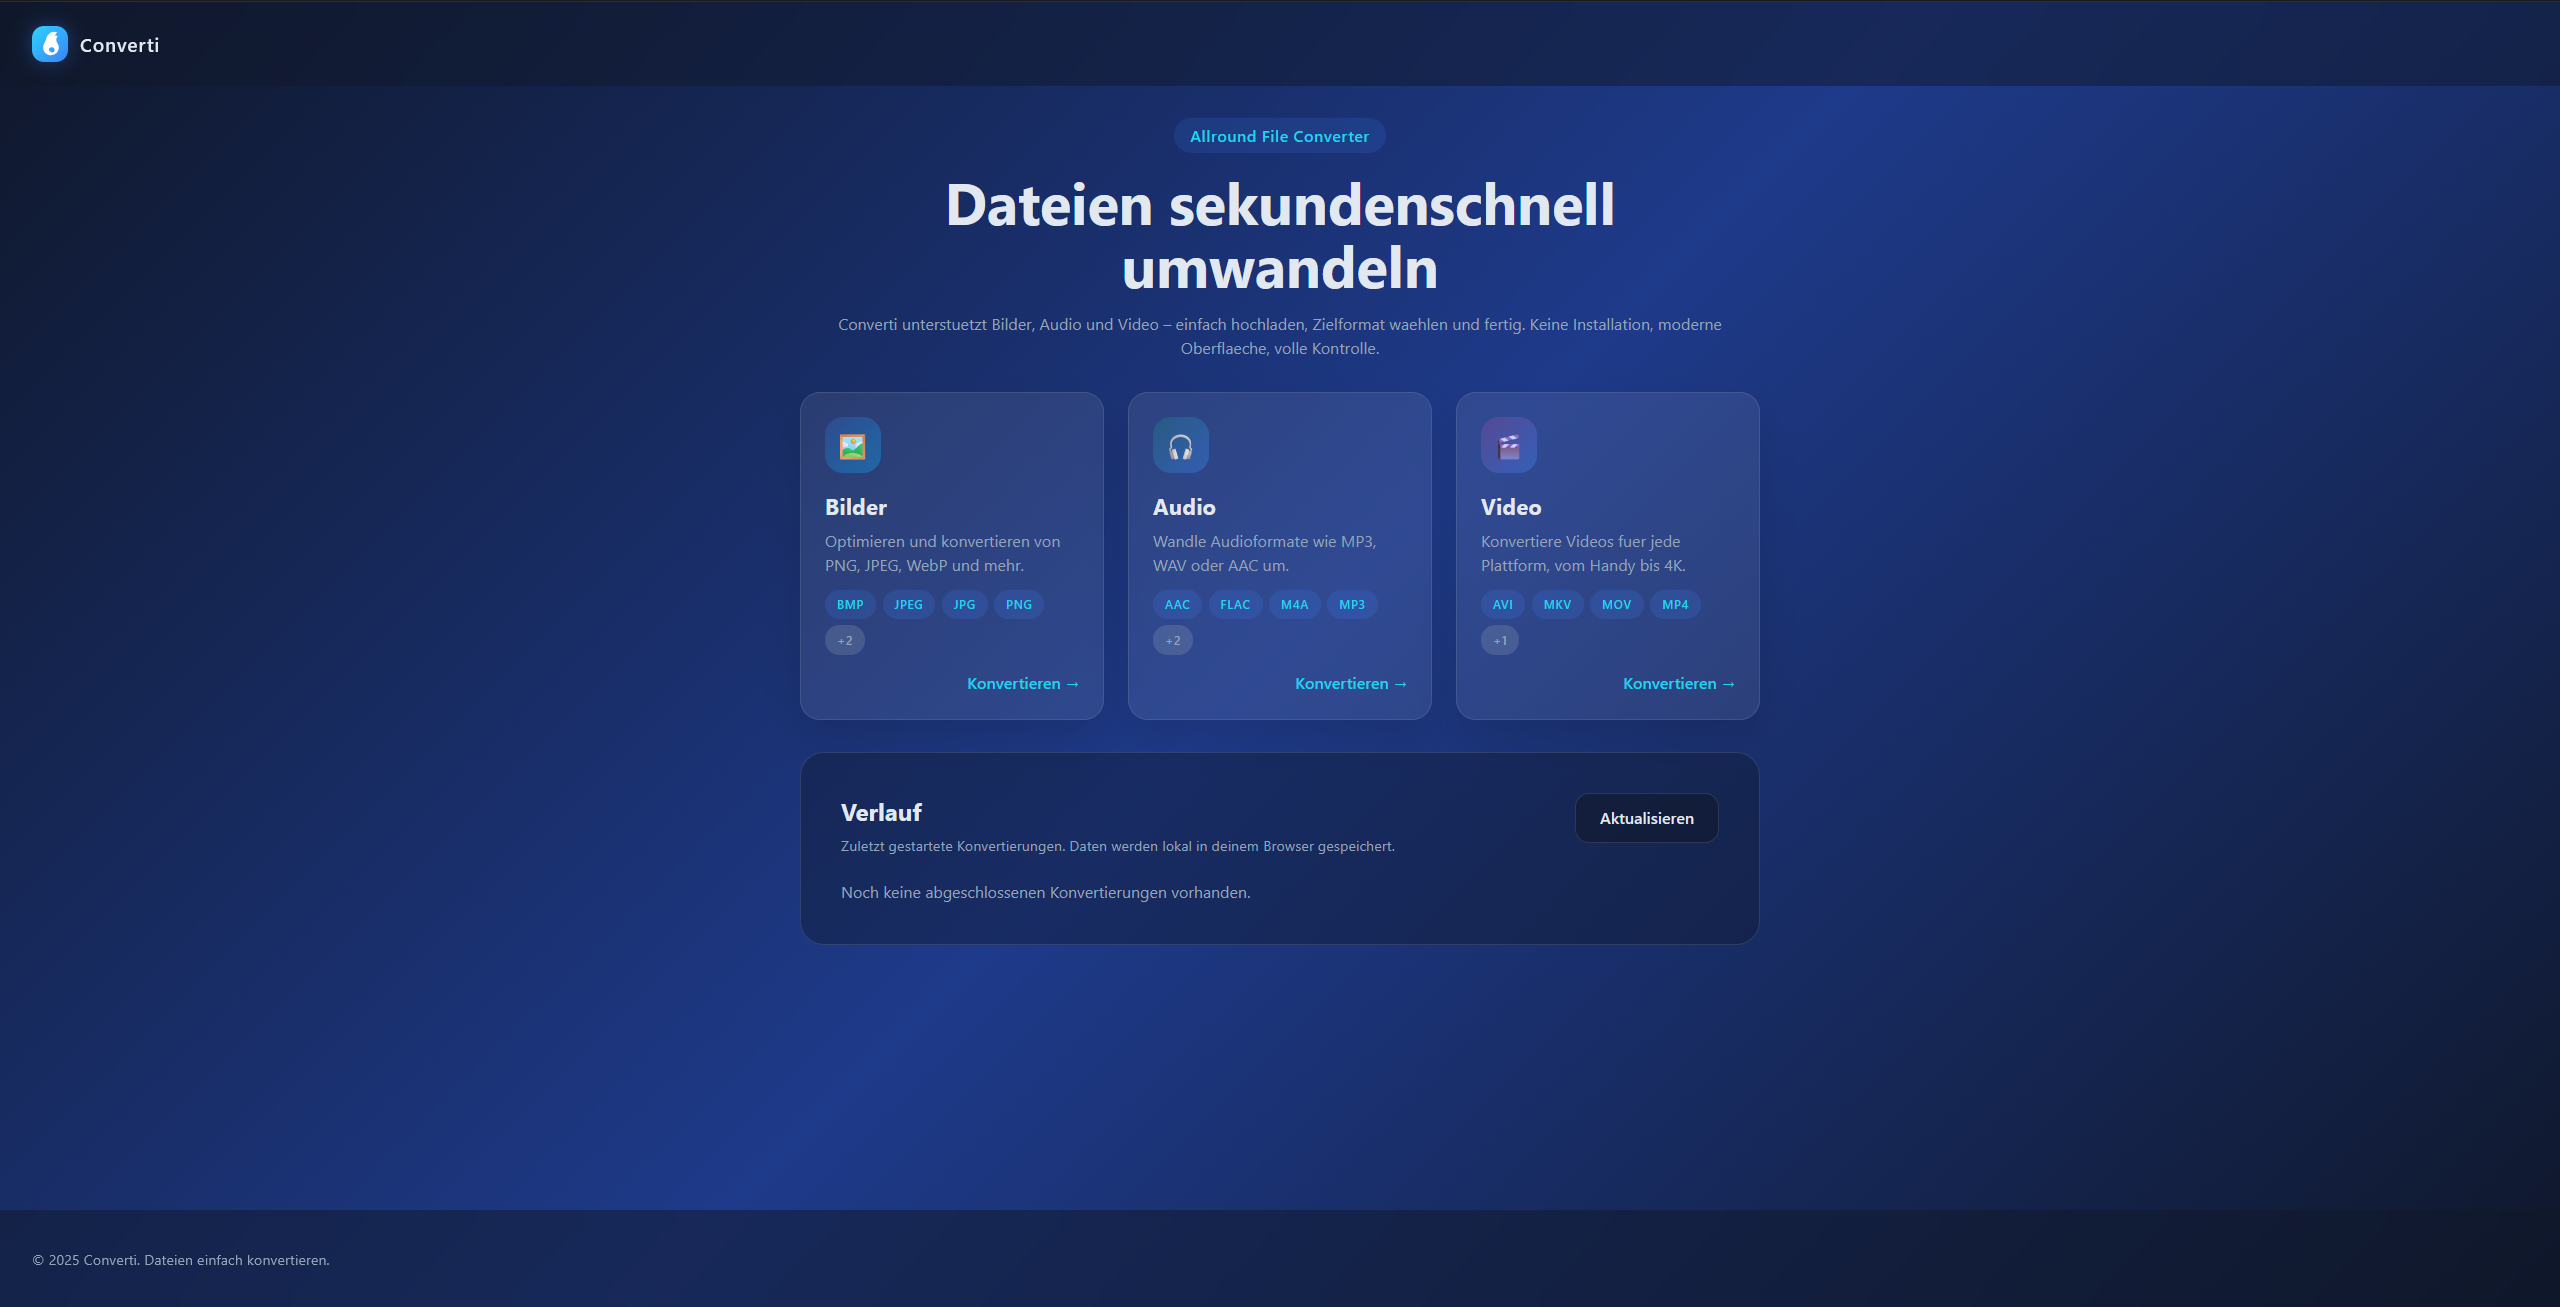 Converti
Allround File Converter
Dateien sekundenschnell
umwandeln
Converti unterstuetzt Bilder, Audio und Video – einfach hochladen, Zielformat waehlen und fertig. Keine Installation, moderne
Oberflaeche, volle Kontrolle.
Bilder
Optimieren und konvertieren von
PNG, JPEG, WebP und mehr.
BMP JPEG JPG PNG
+2
Konvertieren →
Audio
Wandle Audioformate wie MP3,
WAV oder AAC um.
AAC FLAC M4A MP3
+2
Konvertieren →
Video
Konvertiere Videos fuer jede
Plattform, vom Handy bis 4K.
AVI MKV MOV MP4
+1
Konvertieren →
Verlauf
Aktualisieren
Zuletzt gestartete Konvertierungen. Daten werden lokal in deinem Browser gespeichert.
Noch keine abgeschlossenen Konvertierungen vorhanden.
© 2025 Converti. Dateien einfach konvertieren.